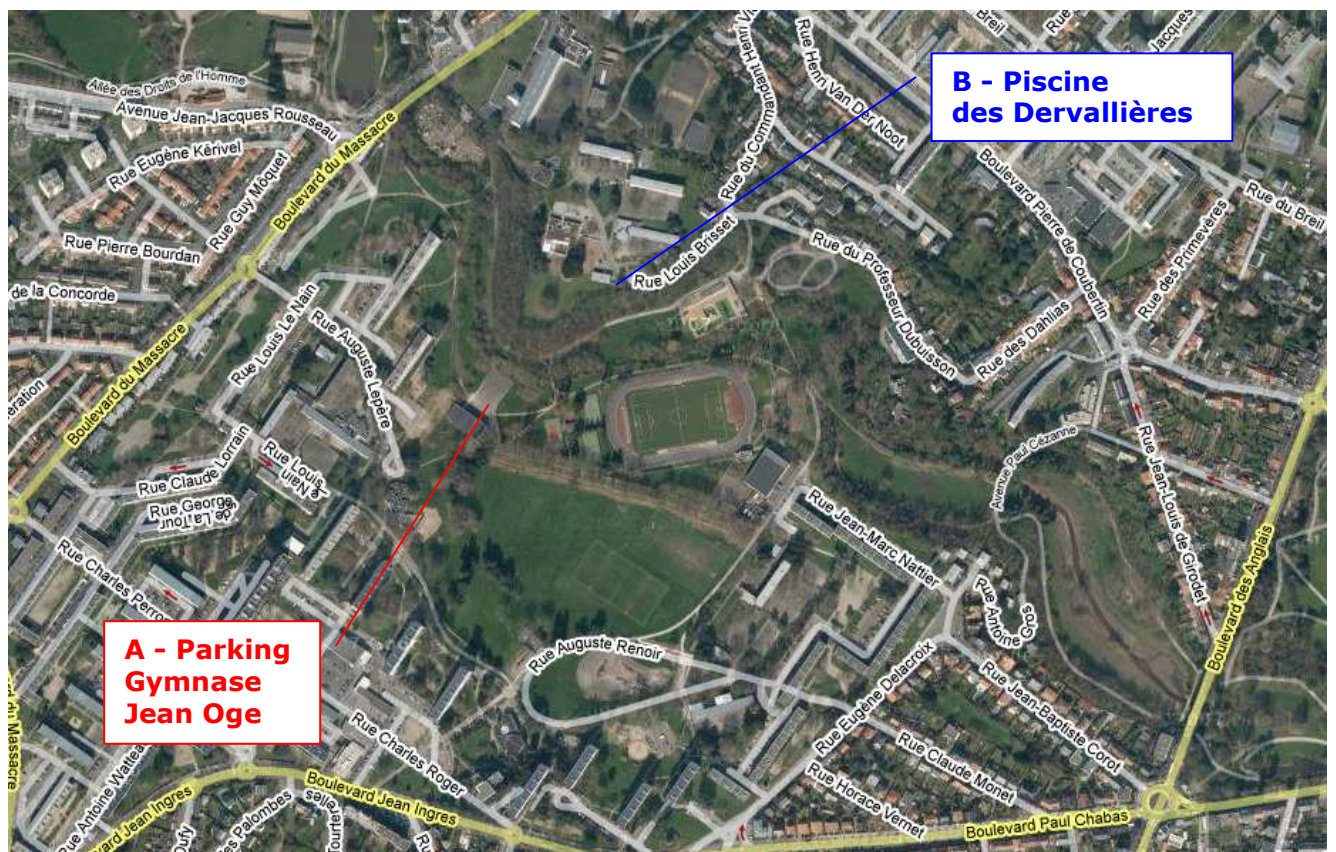 Allée des Droits de l'Homme
Avenue Jean-Jacques Rousseau
Rue Eugène Kérivel
Rue Guy Môquet
Boulevard du Massacre
Rue Pierre Bourdan
de la Concorde
Boulevard du Massacre
Rue Louis Le Nain
Rue Auguste Lepère
Rue Claude Lorrain
Rue Louis
Le Nain
Rue George
de La Tour
Rue Charles Perron
A - Parking
Gymnase
Jean Oge
Rue Antoine Watteau
Boulevard Jean Ingres
Rue Charles Roger
Dufy
Palombes
Rue du Commandant Henri
Rue Henri Van Der Noot
Breil
Jacques
B - Piscine
des Dervallières
Rue Louis Brisset
Rue du Professeur Dubuisson
Boulevard Pierre de Coubertin
Rue des Primevères
Rue du Breil
Rue des Dahlias
Avenue Paul Cézanne
Rue Jean-Louis de Girodet
Boulevard des Anglais
Rue Jean-Marc Nattier
Rue Antoine
Gros
Rue Auguste Renoir
Rue Eugène Delacroix
Rue Jean-Baptiste Corot
Rue Claude Monet
Rue Horace Vernet
Boulevard Paul Chabas